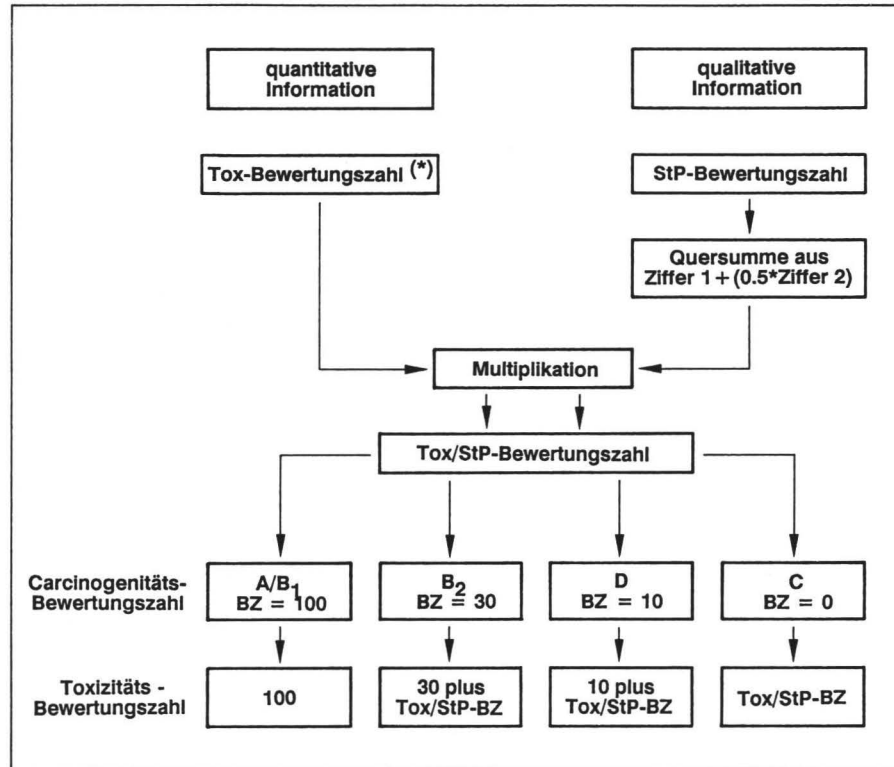 quantitative
Information
qualitative
Information
Tox-Bewertungszahl (*)
StP-Bewertungszahl
Quersumme aus
Ziffer 1 + (0.5*Ziffer 2)
Multiplikation
Tox/StP-Bewertungszahl
Carcinogenitäts-
Bewertungszahl
A/B1
BZ = 100
B2
BZ = 30
D
BZ = 10
C
BZ = 0
Toxizitäts -
Bewertungszahl
100
30 plus
Tox/StP-BZ
10 plus
Tox/StP-BZ
Tox/StP-BZ